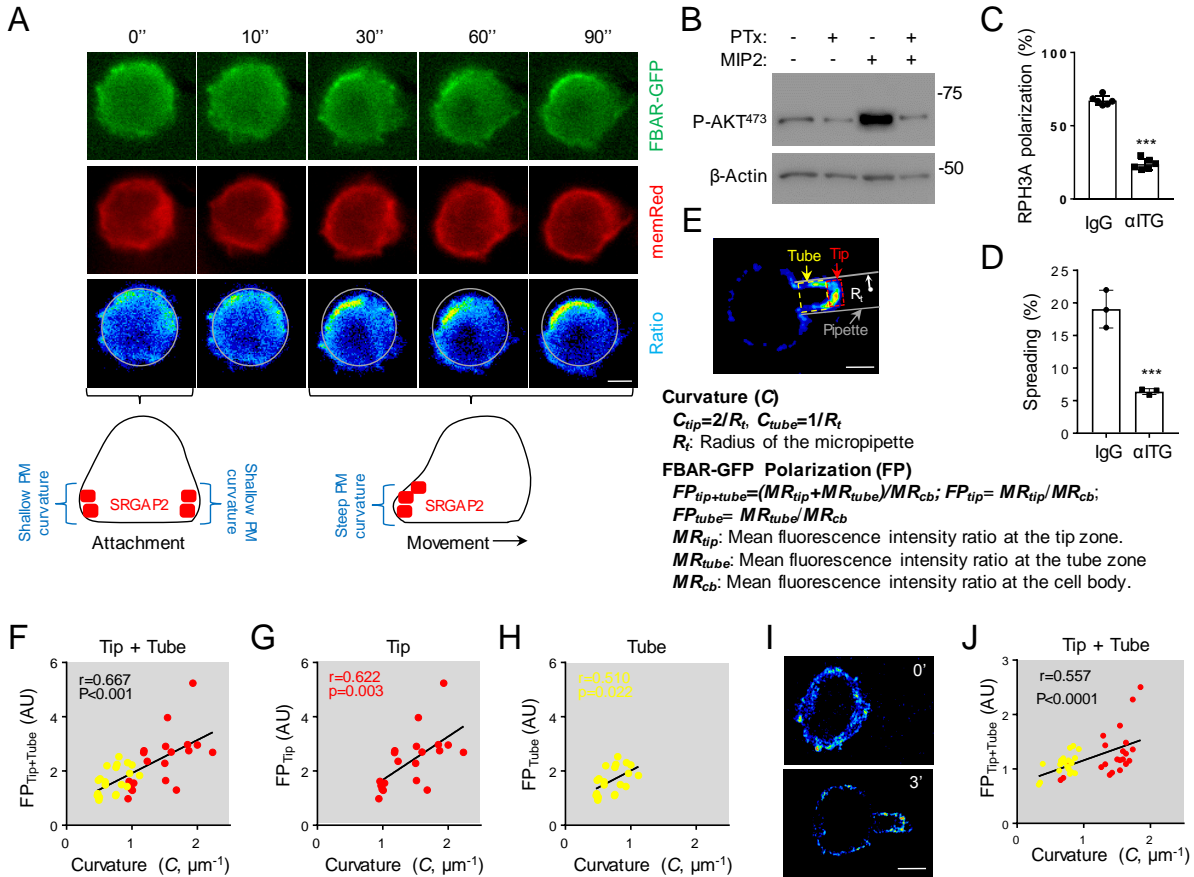 A
0'' 10'' 30'' 60'' 90''
FBAR-GFP
memRed
Ratio
Shallow PM
curvature
SRGAP2
Shallow PM
curvature
Attachment
Steep PM
curvature
SRGAP2
Movement
B
PTx: - + - +
MIP2: - - + +
-75
P-AKT⁴⁷³
-50
β-Actin
C
RPH3A polarization (%)
100
50
0
***
IgG αITG
D
Spreading (%)
25
20
15
10
5
0
***
IgG αITG
E
Tube Tip
Rt
Pipette
Curvature (C)
Ctip=2/Rt, Ctube=1/Rt
Rt: Radius of the micropipette
FBAR-GFP Polarization (FP)
FPtip+tube=(MRtip+MRtube)/MRcb; FPtip= MRtip/MRcb;
FPtube= MRtube/MRcb
MRtip: Mean fluorescence intensity ratio at the tip zone.
MRtube: Mean fluorescence intensity ratio at the tube zone
MRcb: Mean fluorescence intensity ratio at the cell body.
F
Tip + Tube
r=0.667
P<0.001
FPTip+Tube (AU)
6
4
2
0
0 1 2
Curvature (C, µm⁻¹)
G
Tip
r=0.622
p=0.003
FPTip (AU)
6
4
2
0
0 1 2
Curvature (C, µm⁻¹)
H
Tube
r=0.510
p=0.022
FPTube (AU)
6
4
2
0
0 1 2
Curvature (C, µm⁻¹)
I
0'
3'
J
Tip + Tube
r=0.557
P<0.0001
FPTip+Tube (AU)
3
2
1
0
0 1 2
Curvature (C, µm⁻¹)